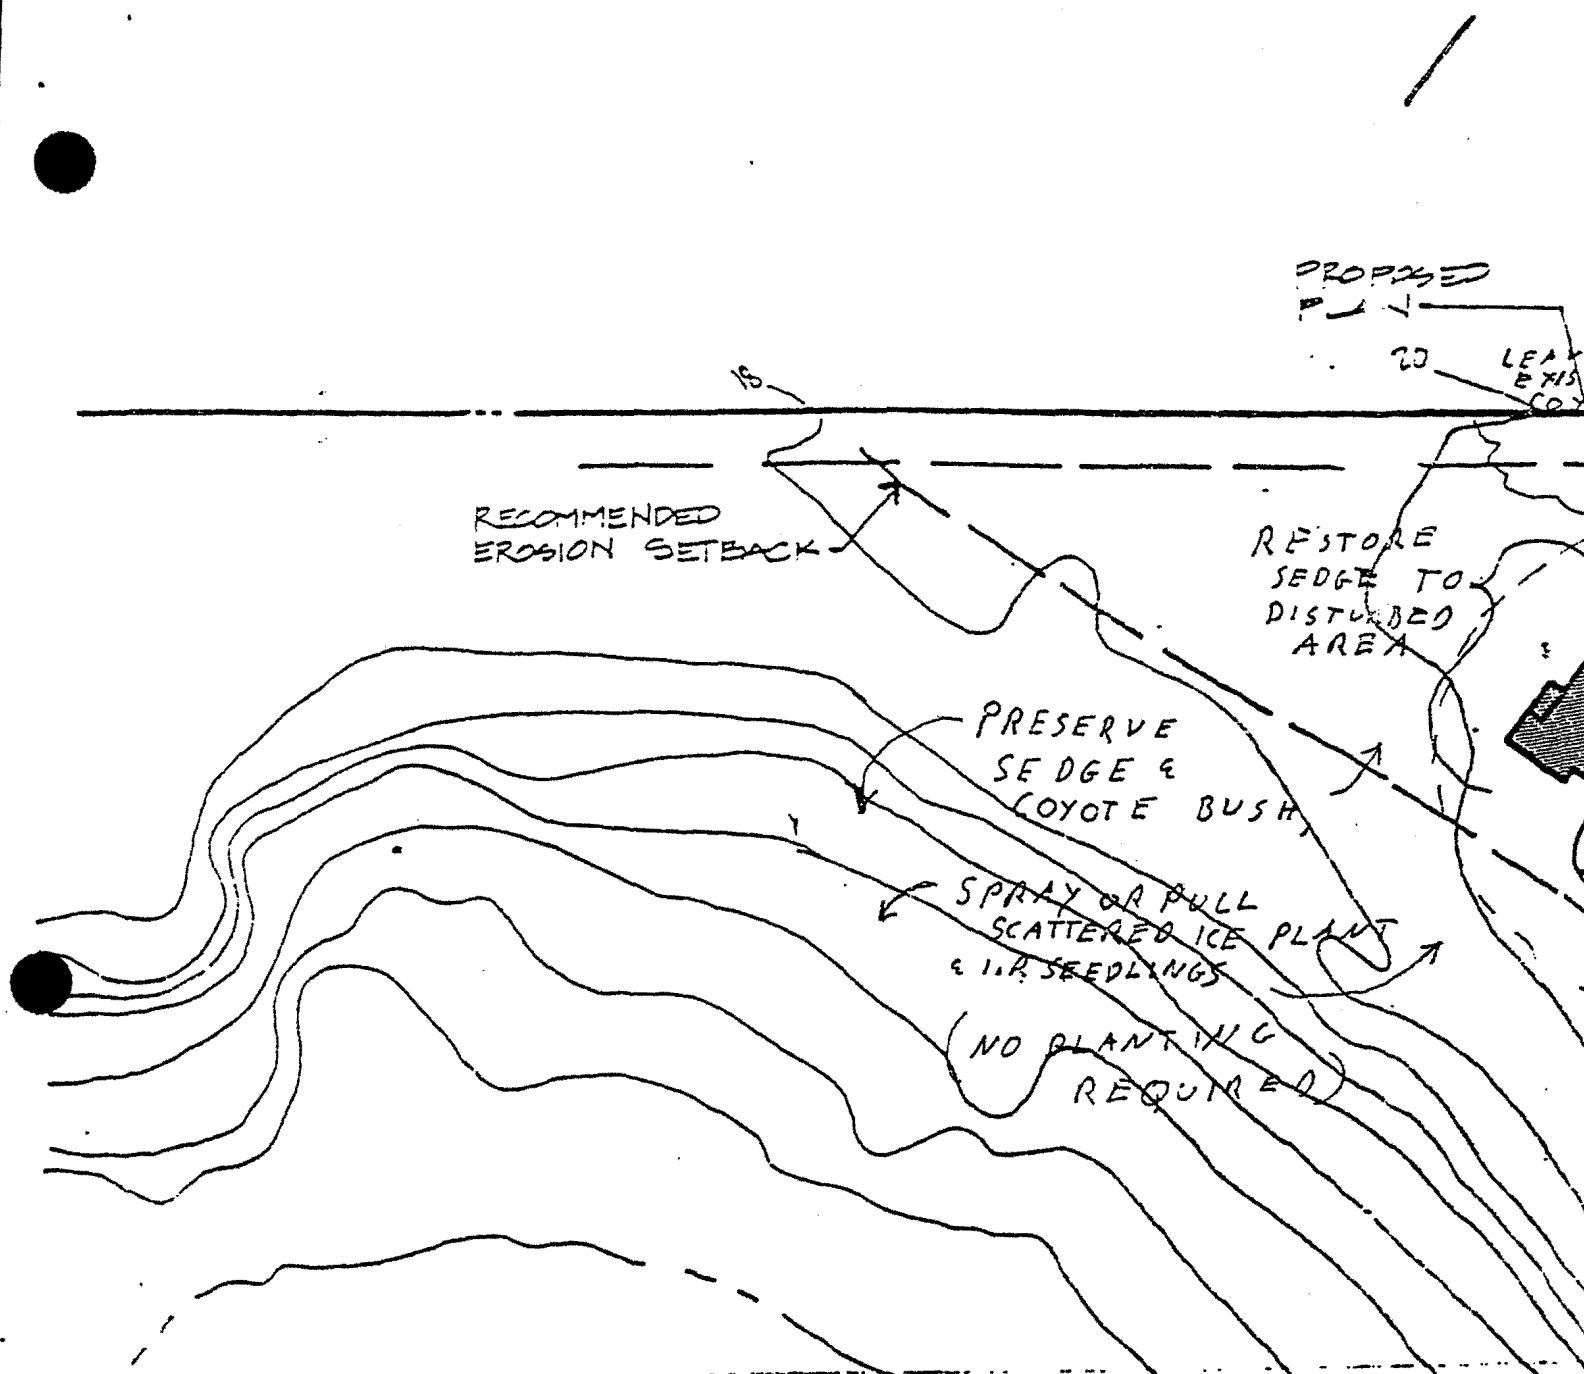 PROPOSED
18
20
RECOMMENDED
EROSION SETBACK
RESTORE
SEDGE TO
DISTURBED
AREA
PRESERVE
SEDGE &
COYOTE BUSH,
SPRAY OR PULL
SCATTERED ICE PLANT
& I.P. SEEDLINGS
(NO PLANTING
REQUIRED)